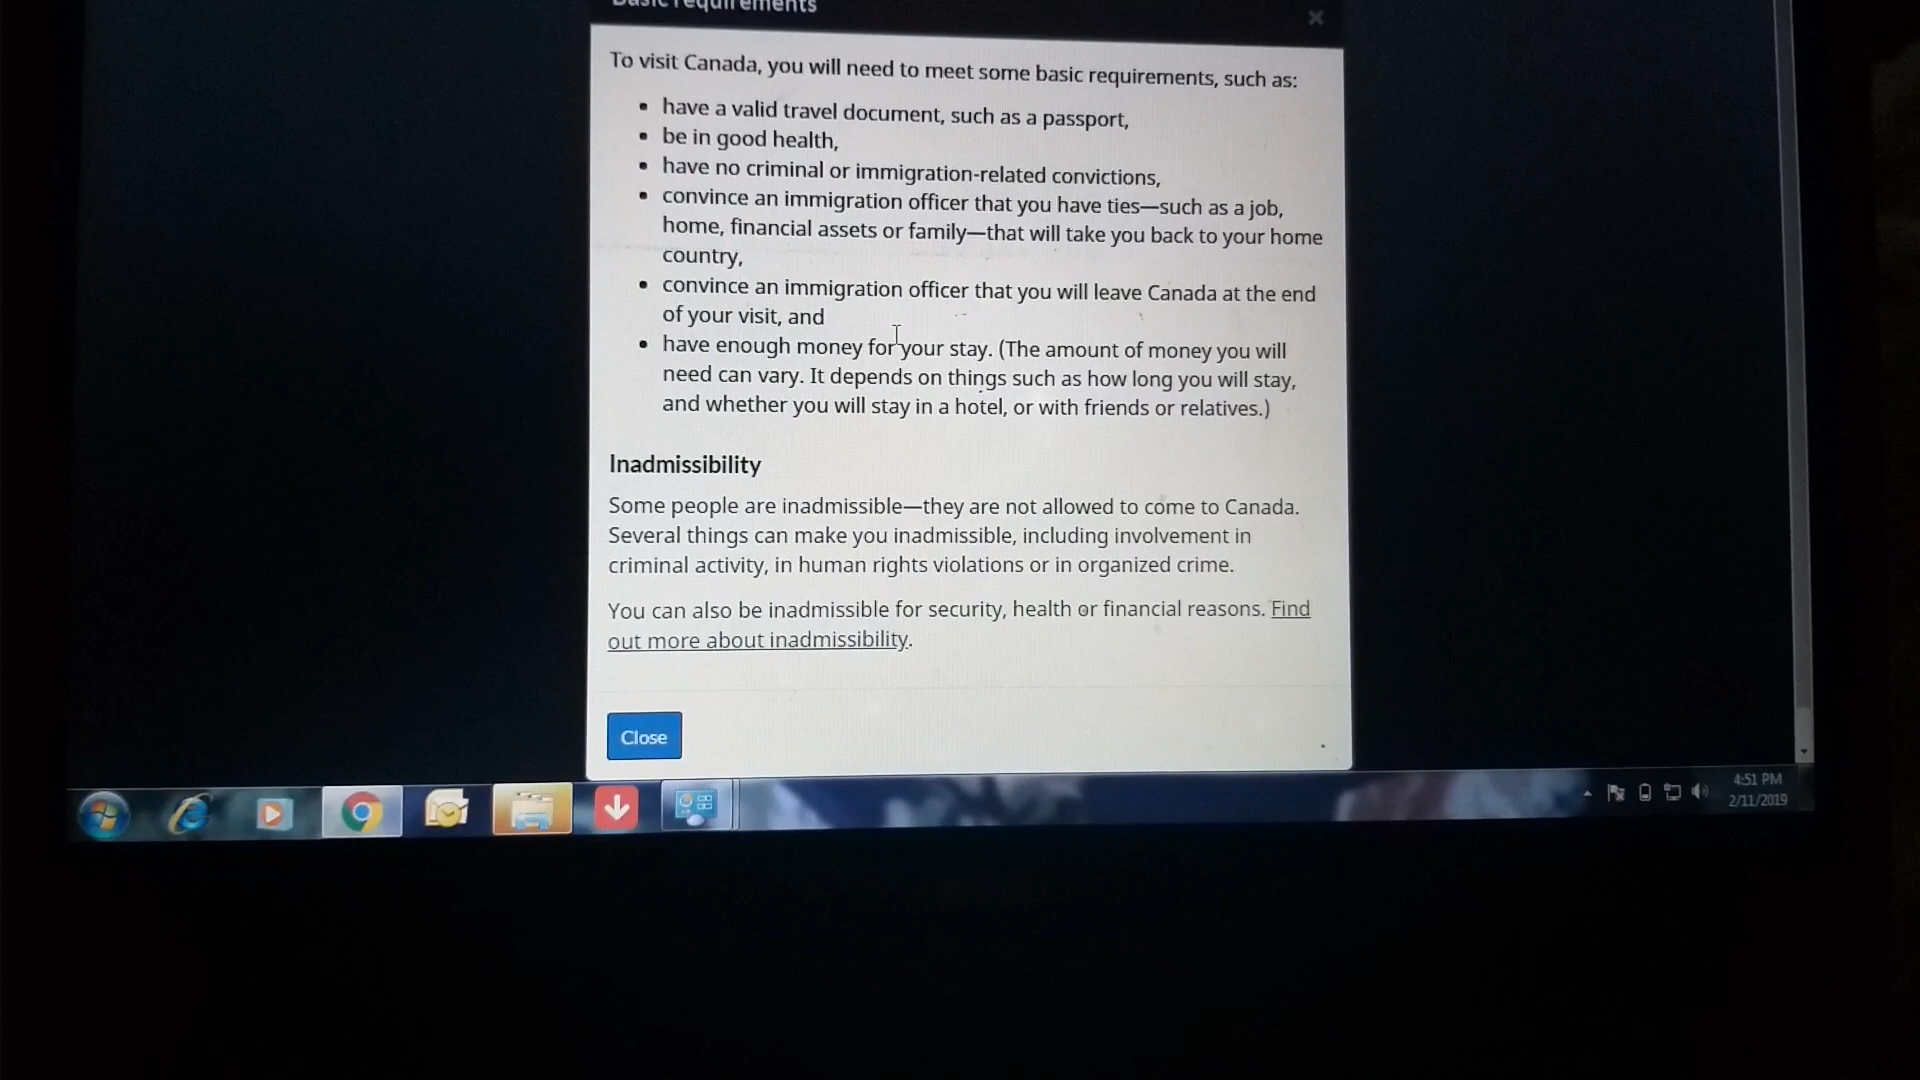 Basic requirements
To visit Canada, you will need to meet some basic requirements, such as:
• have a valid travel document, such as a passport,
• be in good health,
• have no criminal or immigration-related convictions,
• convince an immigration officer that you have ties—such as a job,
home, financial assets or family—that will take you back to your home
country,
• convince an immigration officer that you will leave Canada at the end
of your visit, and
• have enough money for your stay. (The amount of money you will
need can vary. It depends on things such as how long you will stay,
and whether you will stay in a hotel, or with friends or relatives.)
Inadmissibility
Some people are inadmissible—they are not allowed to come to Canada.
Several things can make you inadmissible, including involvement in
criminal activity, in human rights violations or in organized crime.
You can also be inadmissible for security, health or financial reasons. Find
out more about inadmissibility.
Close
4:51 PM
2/11/2019